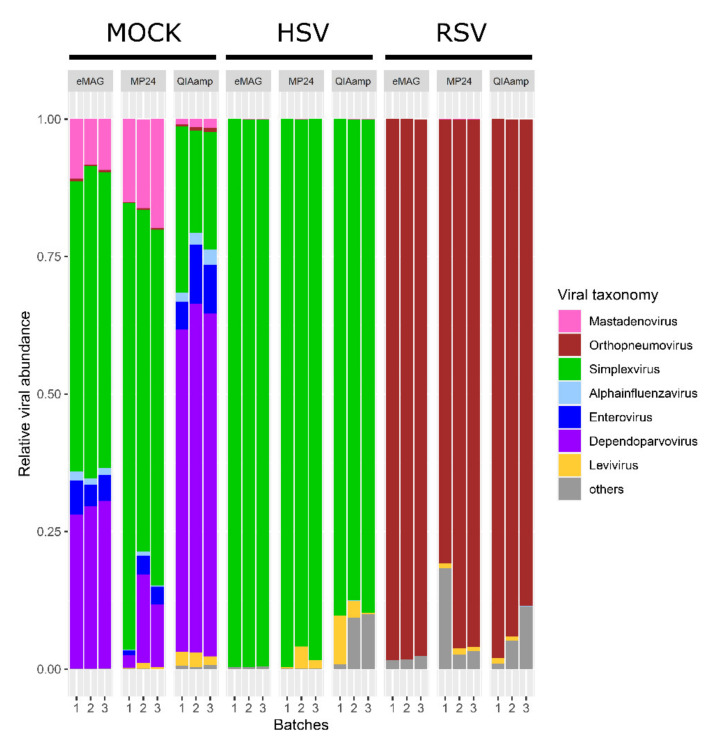 MOCK HSV RSV
eMAG MP24 QIAamp eMAG MP24 QIAamp eMAG MP24 QIAamp
1.00
0.75
0.50
0.25
0.00
Relative viral abundance
1 2 3 1 2 3 1 2 3 1 2 3 1 2 3 1 2 3 1 2 3 1 2 3 1 2 3
Batches
Viral taxonomy
Mastadenovirus
Orthopneumovirus
Simplexvirus
Alphainfluenzavirus
Enterovirus
Dependoparvovirus
Levivirus
others